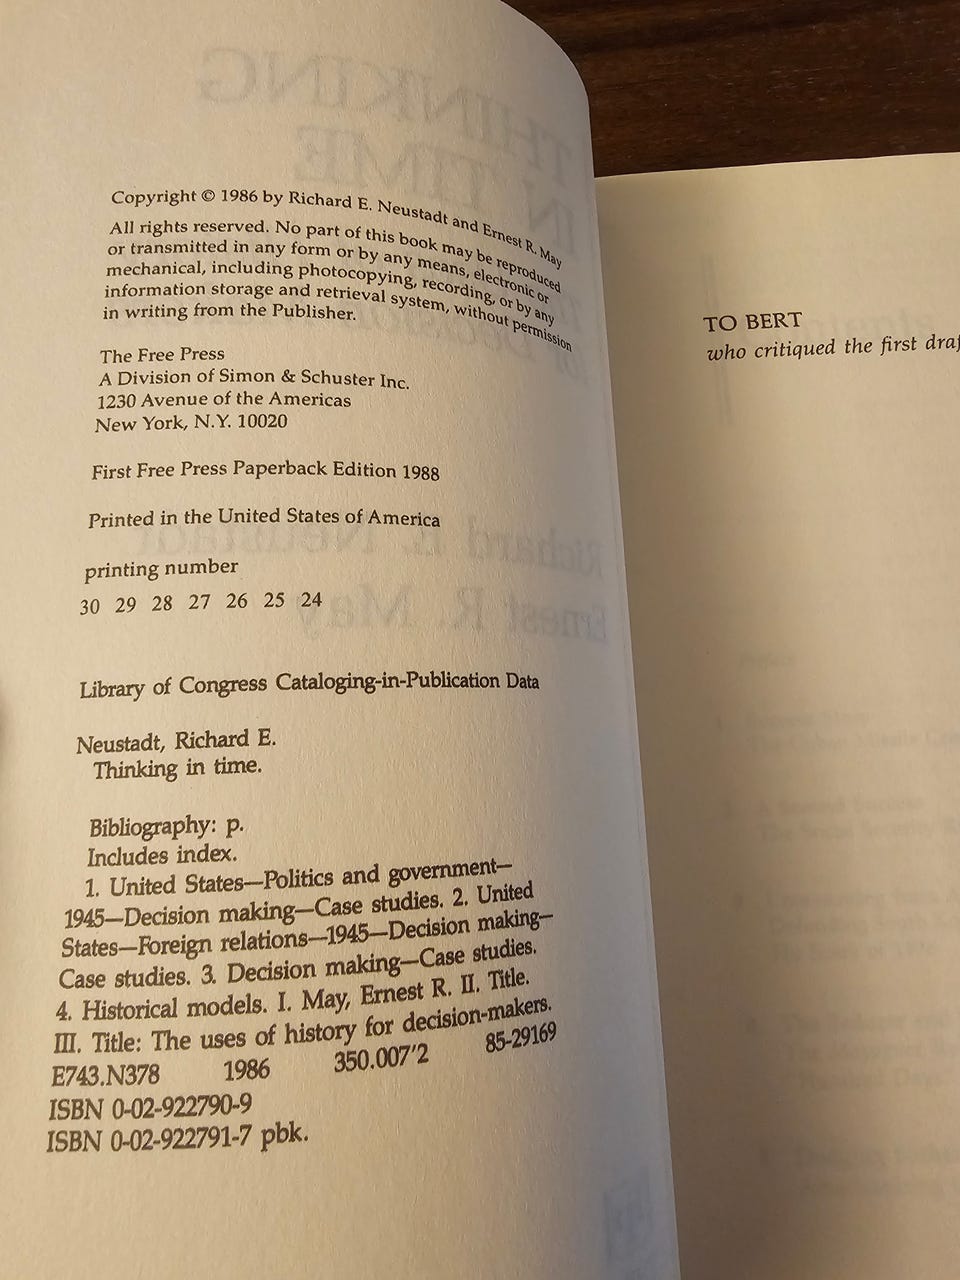 Copyright © 1986 by Richard E. Neustadt and Ernest R. May
All rights reserved. No part of this book may be reproduced
or transmitted in any form or by any means, electronic or
mechanical, including photocopying, recording, or by any
information storage and retrieval system, without permission
in writing from the Publisher.
The Free Press
A Division of Simon & Schuster Inc.
1230 Avenue of the Americas
New York, N.Y. 10020
First Free Press Paperback Edition 1988
Printed in the United States of America
printing number
30 29 28 27 26 25 24
Library of Congress Cataloging-in-Publication Data
Neustadt, Richard E.
Thinking in time.
Bibliography: p.
Includes index.
1. United States—Politics and government—
1945—Decision making—Case studies. 2. United
States—Foreign relations—1945—Decision making—
Case studies. 3. Decision making—Case studies.
4. Historical models. I. May, Ernest R. II. Title.
III. Title: The uses of history for decision-makers.
E743.N378 1986 350.007'2 85-29169
ISBN 0-02-922790-9
ISBN 0-02-922791-7 pbk.
TO BERT
who critiqued the first